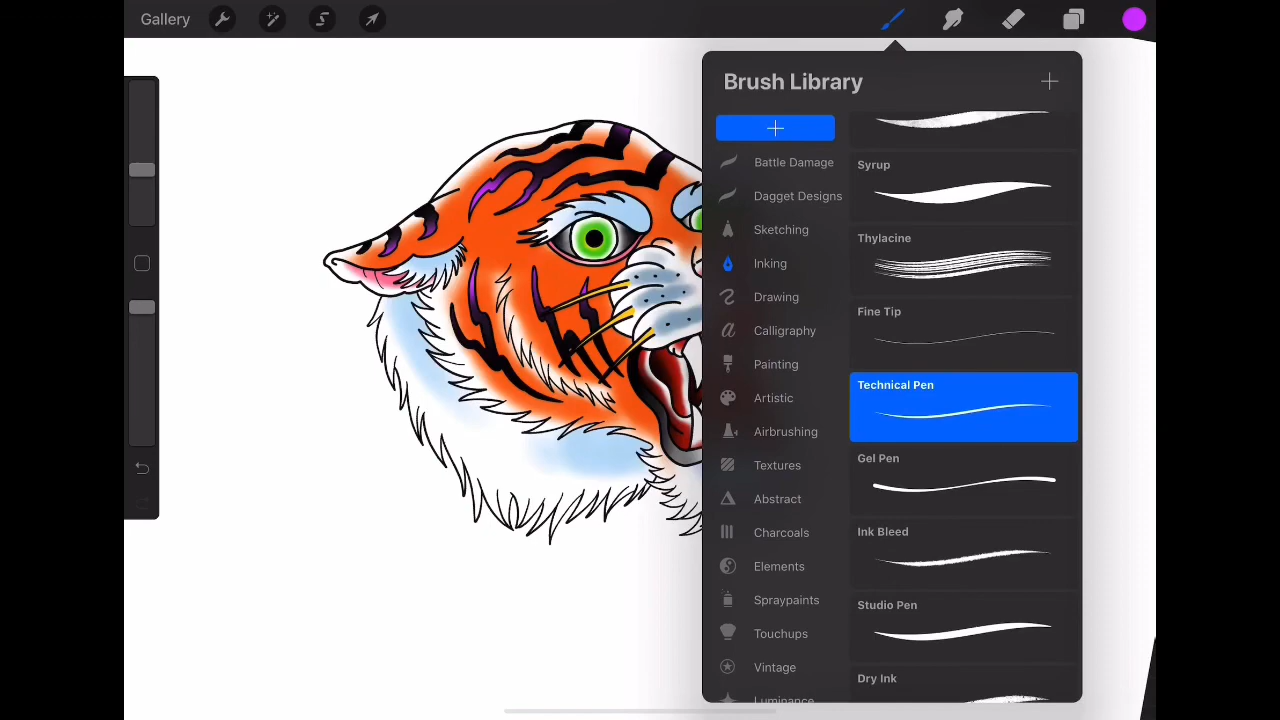 Gallery
Brush Library
Battle Damage
Dagget Designs
Sketching
Inking
Drawing
Calligraphy
Painting
Artistic
Airbrushing
Textures
Abstract
Charcoals
Elements
Spraypaints
Touchups
Vintage
Luminance
Syrup
Thylacine
Fine Tip
Technical Pen
Gel Pen
Ink Bleed
Studio Pen
Dry Ink